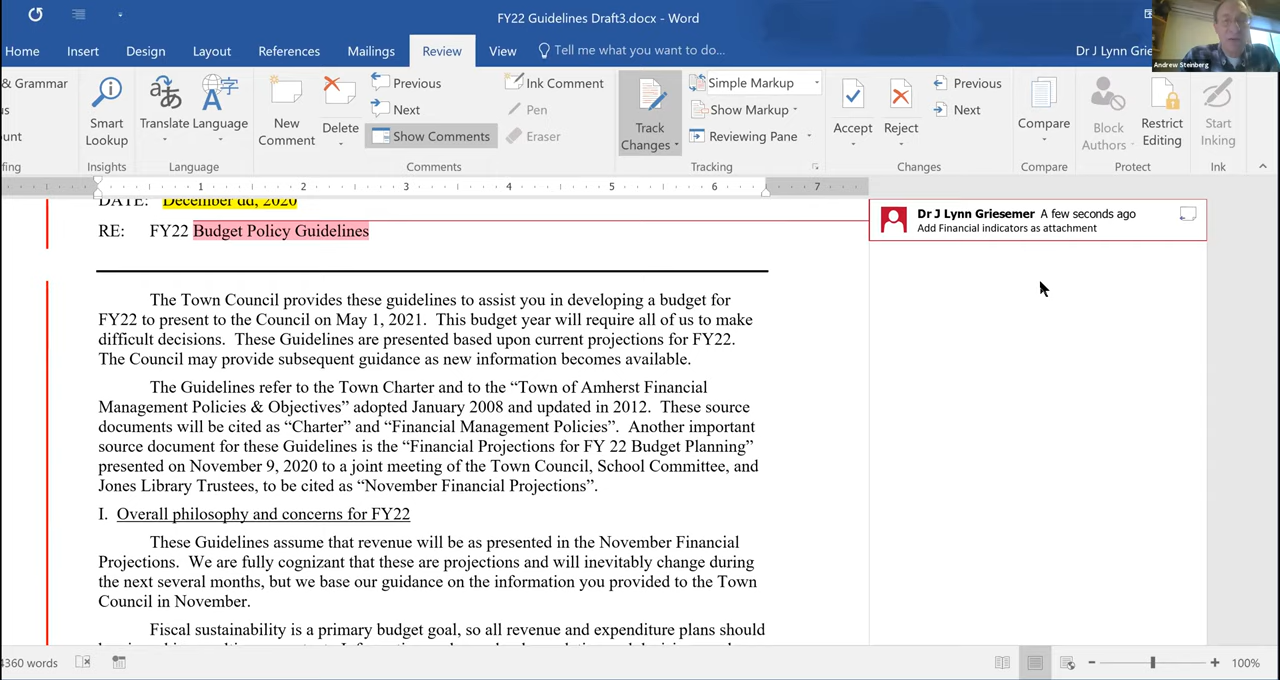 FY22 Guidelines Draft3.docx - Word
Andrew Steinberg
Home Insert Design Layout References Mailings Review View Tell me what you want to do... Dr J Lynn Grie
& Grammar
ount
fing
Smart Lookup
Insights
Translate Language
Language
New Comment
Delete
Previous
Next
Show Comments
Ink Comment
Pen
Eraser
Comments
Track Changes
Simple Markup
Show Markup
Reviewing Pane
Tracking
Accept Reject
Previous
Next
Changes
Compare
Compare
Block Authors
Restrict Editing
Protect
Start Inking
Ink
1 2 3 4 5 6 7
DATE: December dd, 2020
RE: FY22 Budget Policy Guidelines
Dr J Lynn Griesemer A few seconds ago
Add Financial indicators as attachment
The Town Council provides these guidelines to assist you in developing a budget for
FY22 to present to the Council on May 1, 2021. This budget year will require all of us to make
difficult decisions. These Guidelines are presented based upon current projections for FY22.
The Council may provide subsequent guidance as new information becomes available.
The Guidelines refer to the Town Charter and to the “Town of Amherst Financial
Management Policies & Objectives” adopted January 2008 and updated in 2012. These source
documents will be cited as “Charter” and “Financial Management Policies”. Another important
source document for these Guidelines is the “Financial Projections for FY 22 Budget Planning”
presented on November 9, 2020 to a joint meeting of the Town Council, School Committee, and
Jones Library Trustees, to be cited as “November Financial Projections”.
I. Overall philosophy and concerns for FY22
These Guidelines assume that revenue will be as presented in the November Financial
Projections. We are fully cognizant that these are projections and will inevitably change during
the next several months, but we base our guidance on the information you provided to the Town
Council in November.
Fiscal sustainability is a primary budget goal, so all revenue and expenditure plans should
4360 words
100%